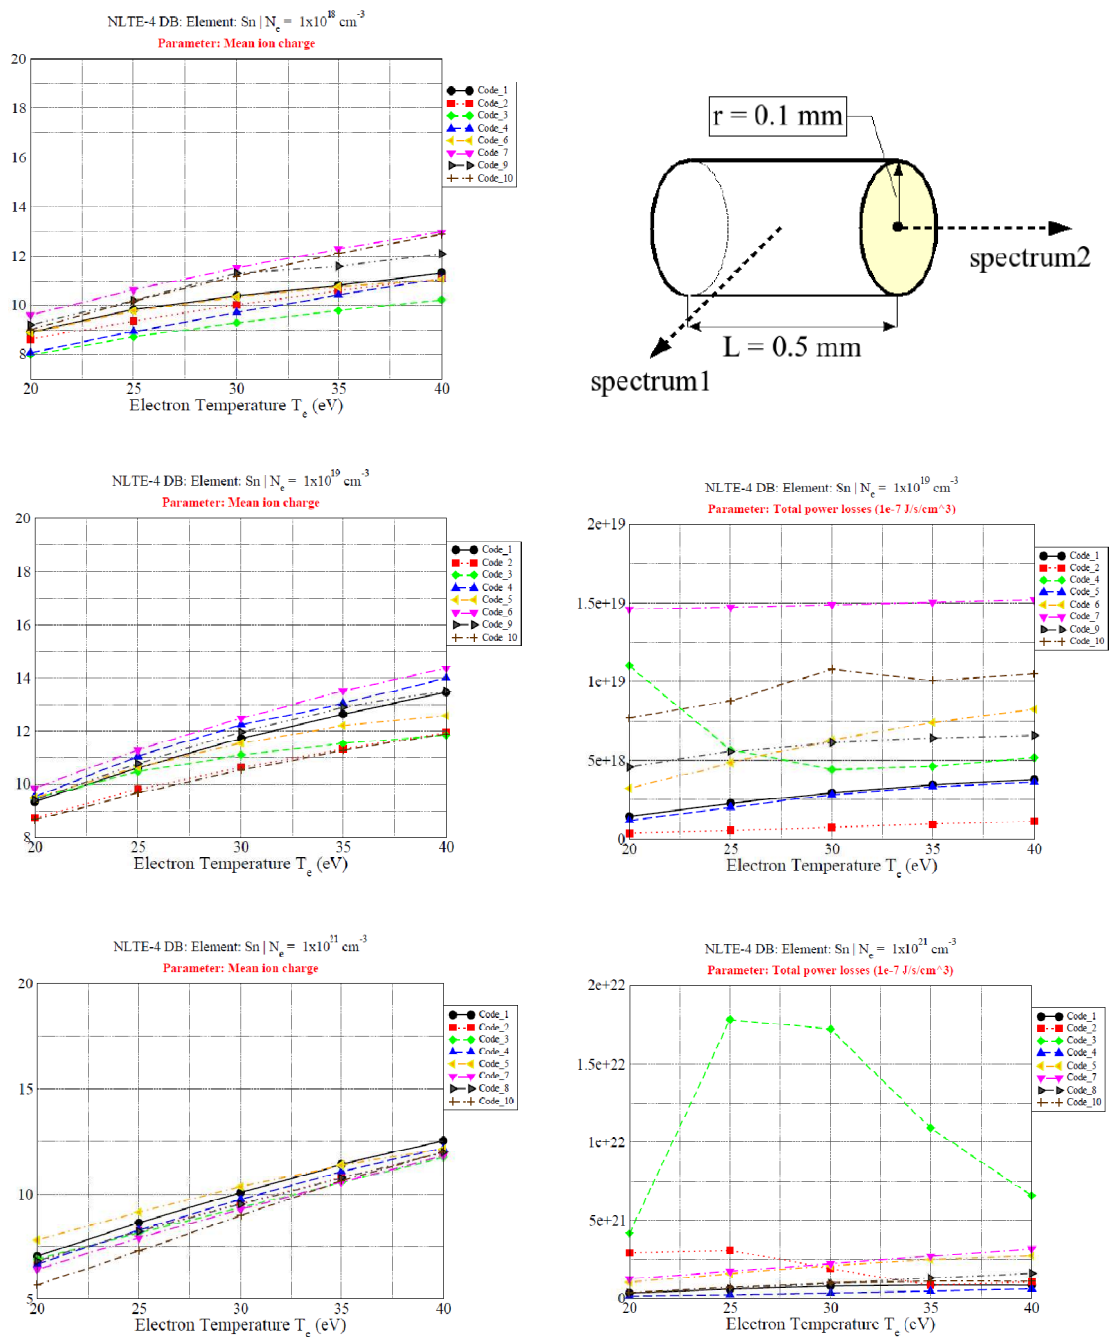 NLTE-4 DB: Element: Sn | Nₑ = 1x10¹⁸ cm⁻³
Parameter: Mean ion charge
20
18
16
14
12
10
8
20 25 30 35 40
Electron Temperature Tₑ (eV)
Code_1
Code_2
Code_3
Code_4
Code_6
Code_7
Code_9
Code_10
r = 0.1 mm
spectrum2
L = 0.5 mm
spectrum1
NLTE-4 DB: Element: Sn | Nₑ = 1x10¹⁹ cm⁻³
Parameter: Mean ion charge
20
18
16
14
12
10
8
20 25 30 35 40
Electron Temperature Tₑ (eV)
Code_1
Code_2
Code_3
Code_4
Code_5
Code_6
Code_9
Code_10
NLTE-4 DB: Element: Sn | Nₑ = 1x10¹⁹ cm⁻³
Parameter: Total power losses (1e-7 J/s/cm^3)
2e+19
1.5e+19
1e+19
5e+18
0
20 25 30 35 40
Electron Temperature Tₑ (eV)
Code_1
Code_2
Code_4
Code_5
Code_6
Code_7
Code_9
Code_10
NLTE-4 DB: Element: Sn | Nₑ = 1x10²¹ cm⁻³
Parameter: Mean ion charge
20
15
10
5
20 25 30 35 40
Electron Temperature Tₑ (eV)
Code_1
Code_2
Code_3
Code_4
Code_5
Code_7
Code_8
Code_10
NLTE-4 DB: Element: Sn | Nₑ = 1x10²¹ cm⁻³
Parameter: Total power losses (1e-7 J/s/cm^3)
2e+22
1.5e+22
1e+22
5e+21
0
20 25 30 35 40
Electron Temperature Tₑ (eV)
Code_1
Code_2
Code_3
Code_4
Code_5
Code_7
Code_8
Code_10